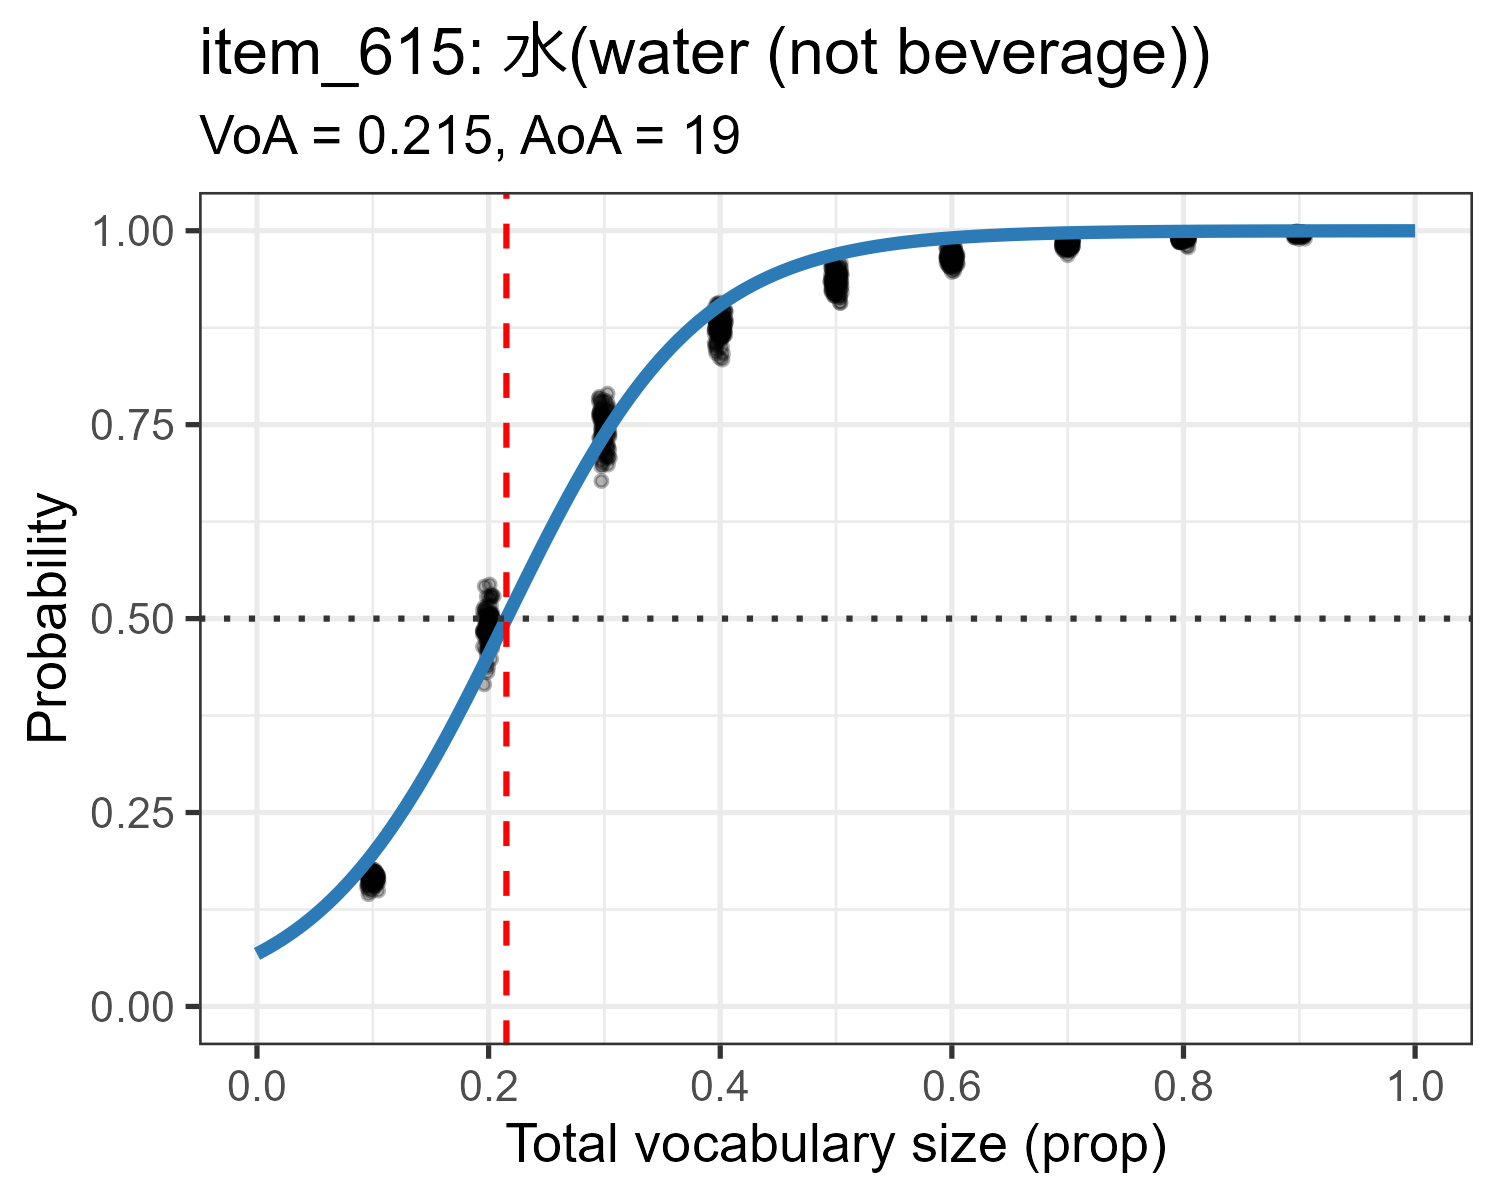 item_615: 水(water (not beverage))
VoA = 0.215, AoA = 19
1.00
0.75
0.50
0.25
0.00
Probability
0.0 0.2 0.4 0.6 0.8 1.0
Total vocabulary size (prop)